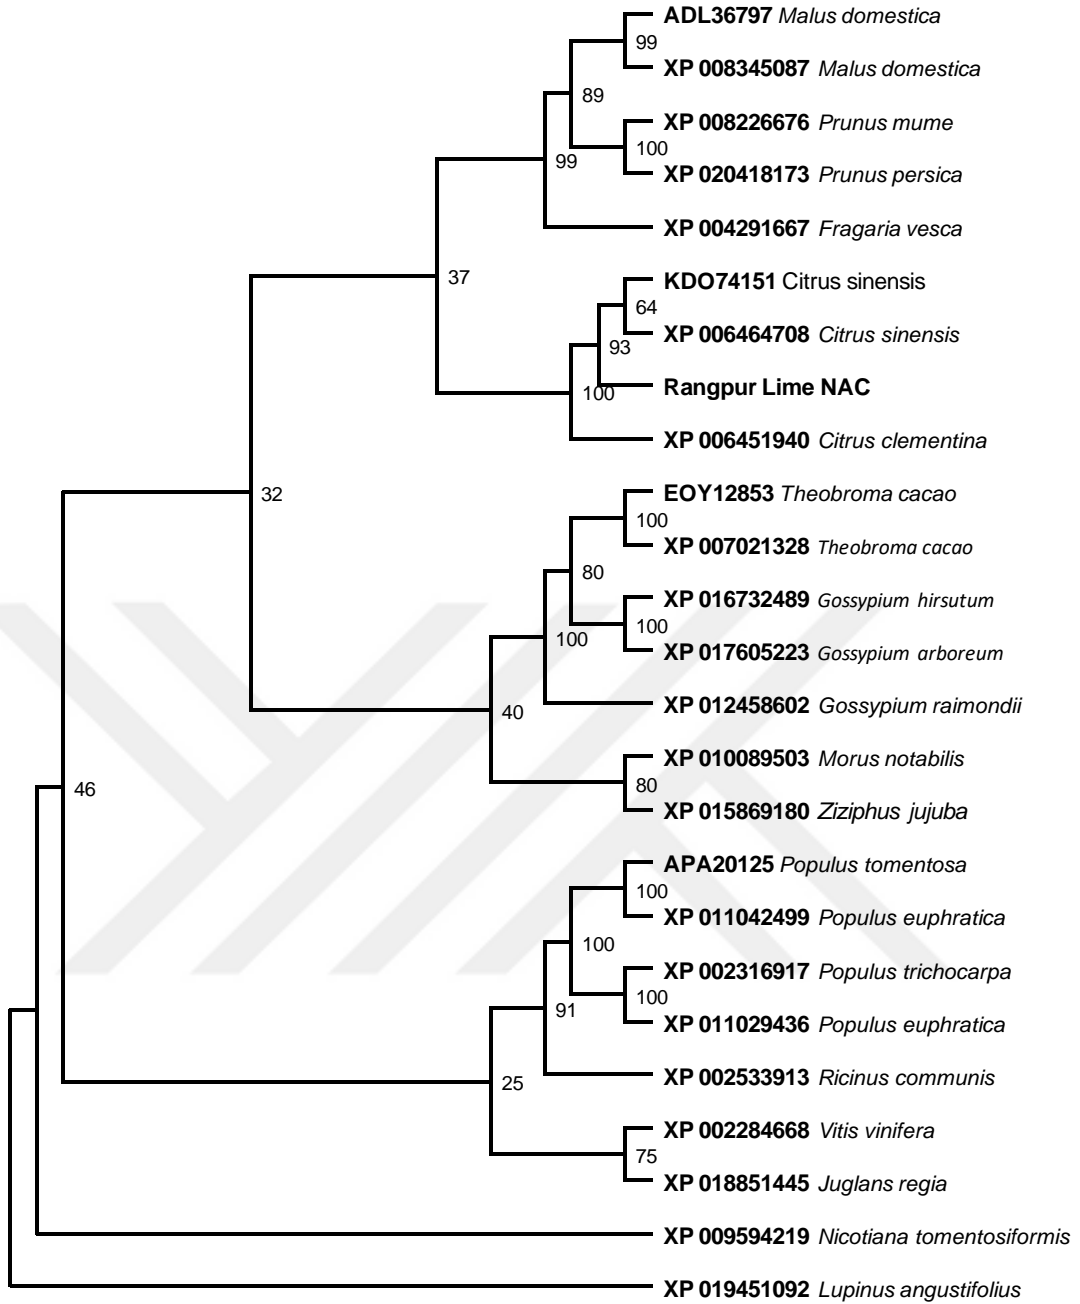 ADL36797 Malus domestica
99
XP 008345087 Malus domestica
89
XP 008226676 Prunus mume
100
99
XP 020418173 Prunus persica
XP 004291667 Fragaria vesca
37
KDO74151 Citrus sinensis
64
XP 006464708 Citrus sinensis
93
Rangpur Lime NAC
100
XP 006451940 Citrus clementina
32
EOY12853 Theobroma cacao
100
XP 007021328 Theobroma cacao
80
XP 016732489 Gossypium hirsutum
100
100
XP 017605223 Gossypium arboreum
XP 012458602 Gossypium raimondii
40
XP 010089503 Morus notabilis
80
46
XP 015869180 Ziziphus jujuba
APA20125 Populus tomentosa
100
XP 011042499 Populus euphratica
100
XP 002316917 Populus trichocarpa
100
91
XP 011029436 Populus euphratica
XP 002533913 Ricinus communis
25
XP 002284668 Vitis vinifera
75
XP 018851445 Juglans regia
XP 009594219 Nicotiana tomentosiformis
XP 019451092 Lupinus angustifolius